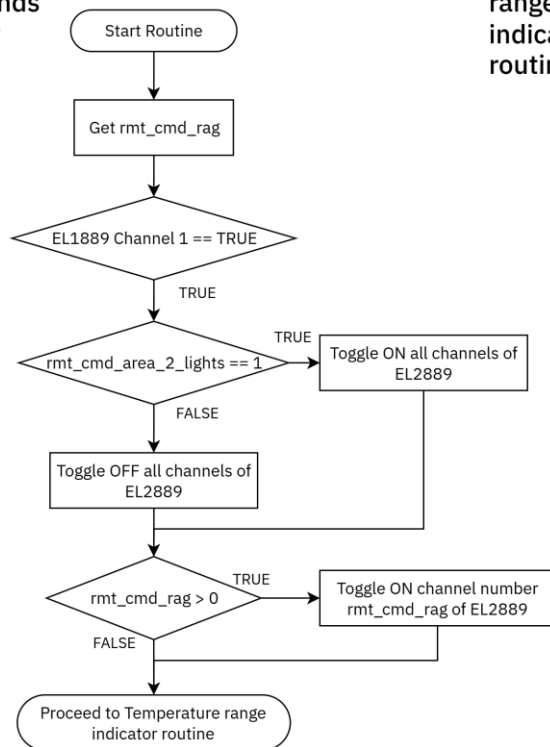 nds
range
indica
routin
Start Routine
Get rmt_cmd_rag
EL1889 Channel 1 == TRUE
TRUE
rmt_cmd_area_2_lights == 1
TRUE
Toggle ON all channels of
EL2889
FALSE
Toggle OFF all channels of
EL2889
rmt_cmd_rag > 0
TRUE
Toggle ON channel number
rmt_cmd_rag of EL2889
FALSE
Proceed to Temperature range
indicator routine